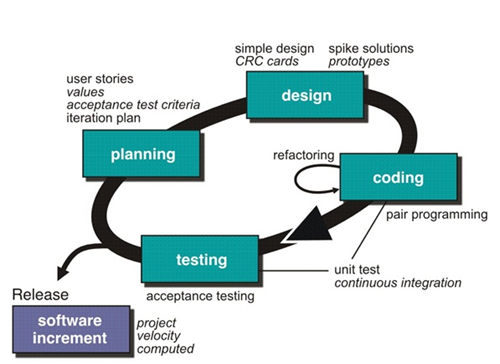 simple design
CRC cards
spike solutions
prototypes
user stories
values
acceptance test criteria
iteration plan
design
planning
refactoring
coding
pair programming
testing
unit test
continuous integration
acceptance testing
Release
software
increment
project
velocity
computed